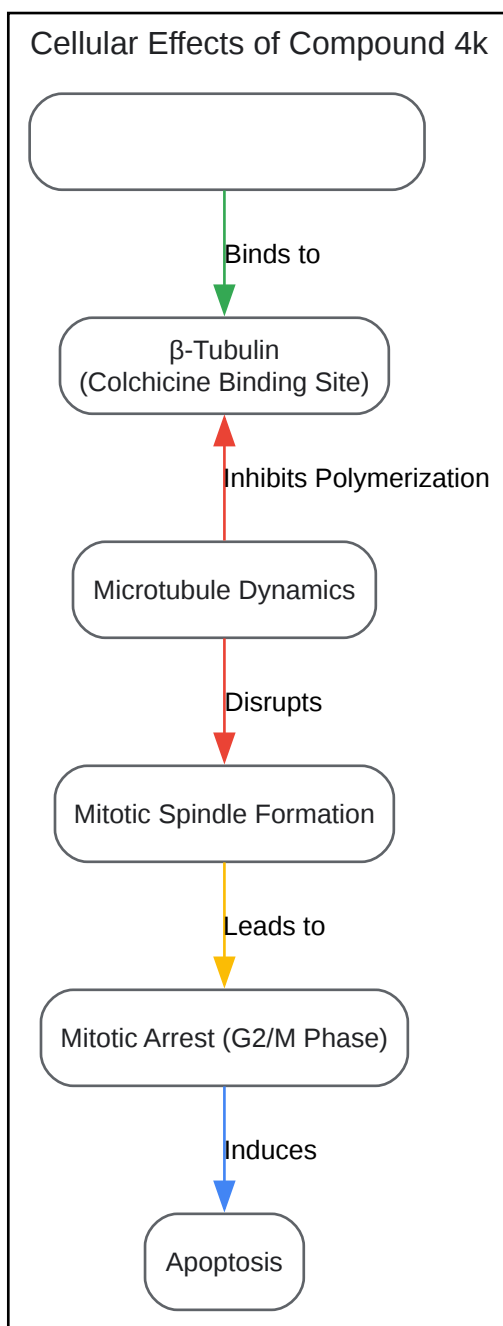 Cellular Effects of Compound 4k
Binds to
β-Tubulin
(Colchicine Binding Site)
Inhibits Polymerization
Microtubule Dynamics
Disrupts
Mitotic Spindle Formation
Leads to
Mitotic Arrest (G2/M Phase)
Induces
Apoptosis